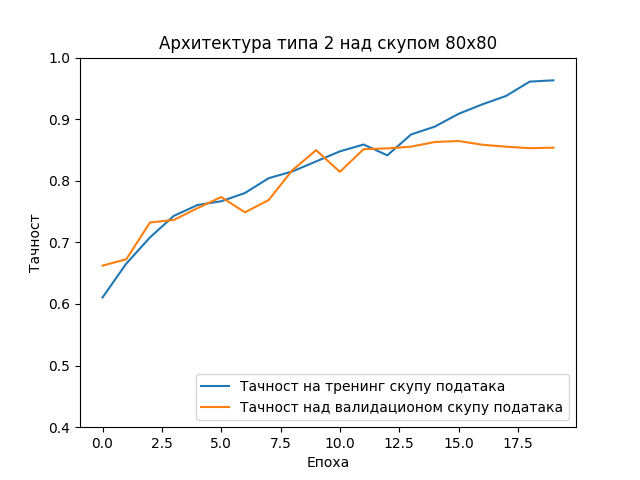 Архитектура типа 2 над скупом 80x80
1.0
0.9
0.8
0.7
0.6
0.5
0.4
Тачност
Тачност на тренинг скупу података
Тачност над валидационом скупу података
0.0 2.5 5.0 7.5 10.0 12.5 15.0 17.5
Епоха